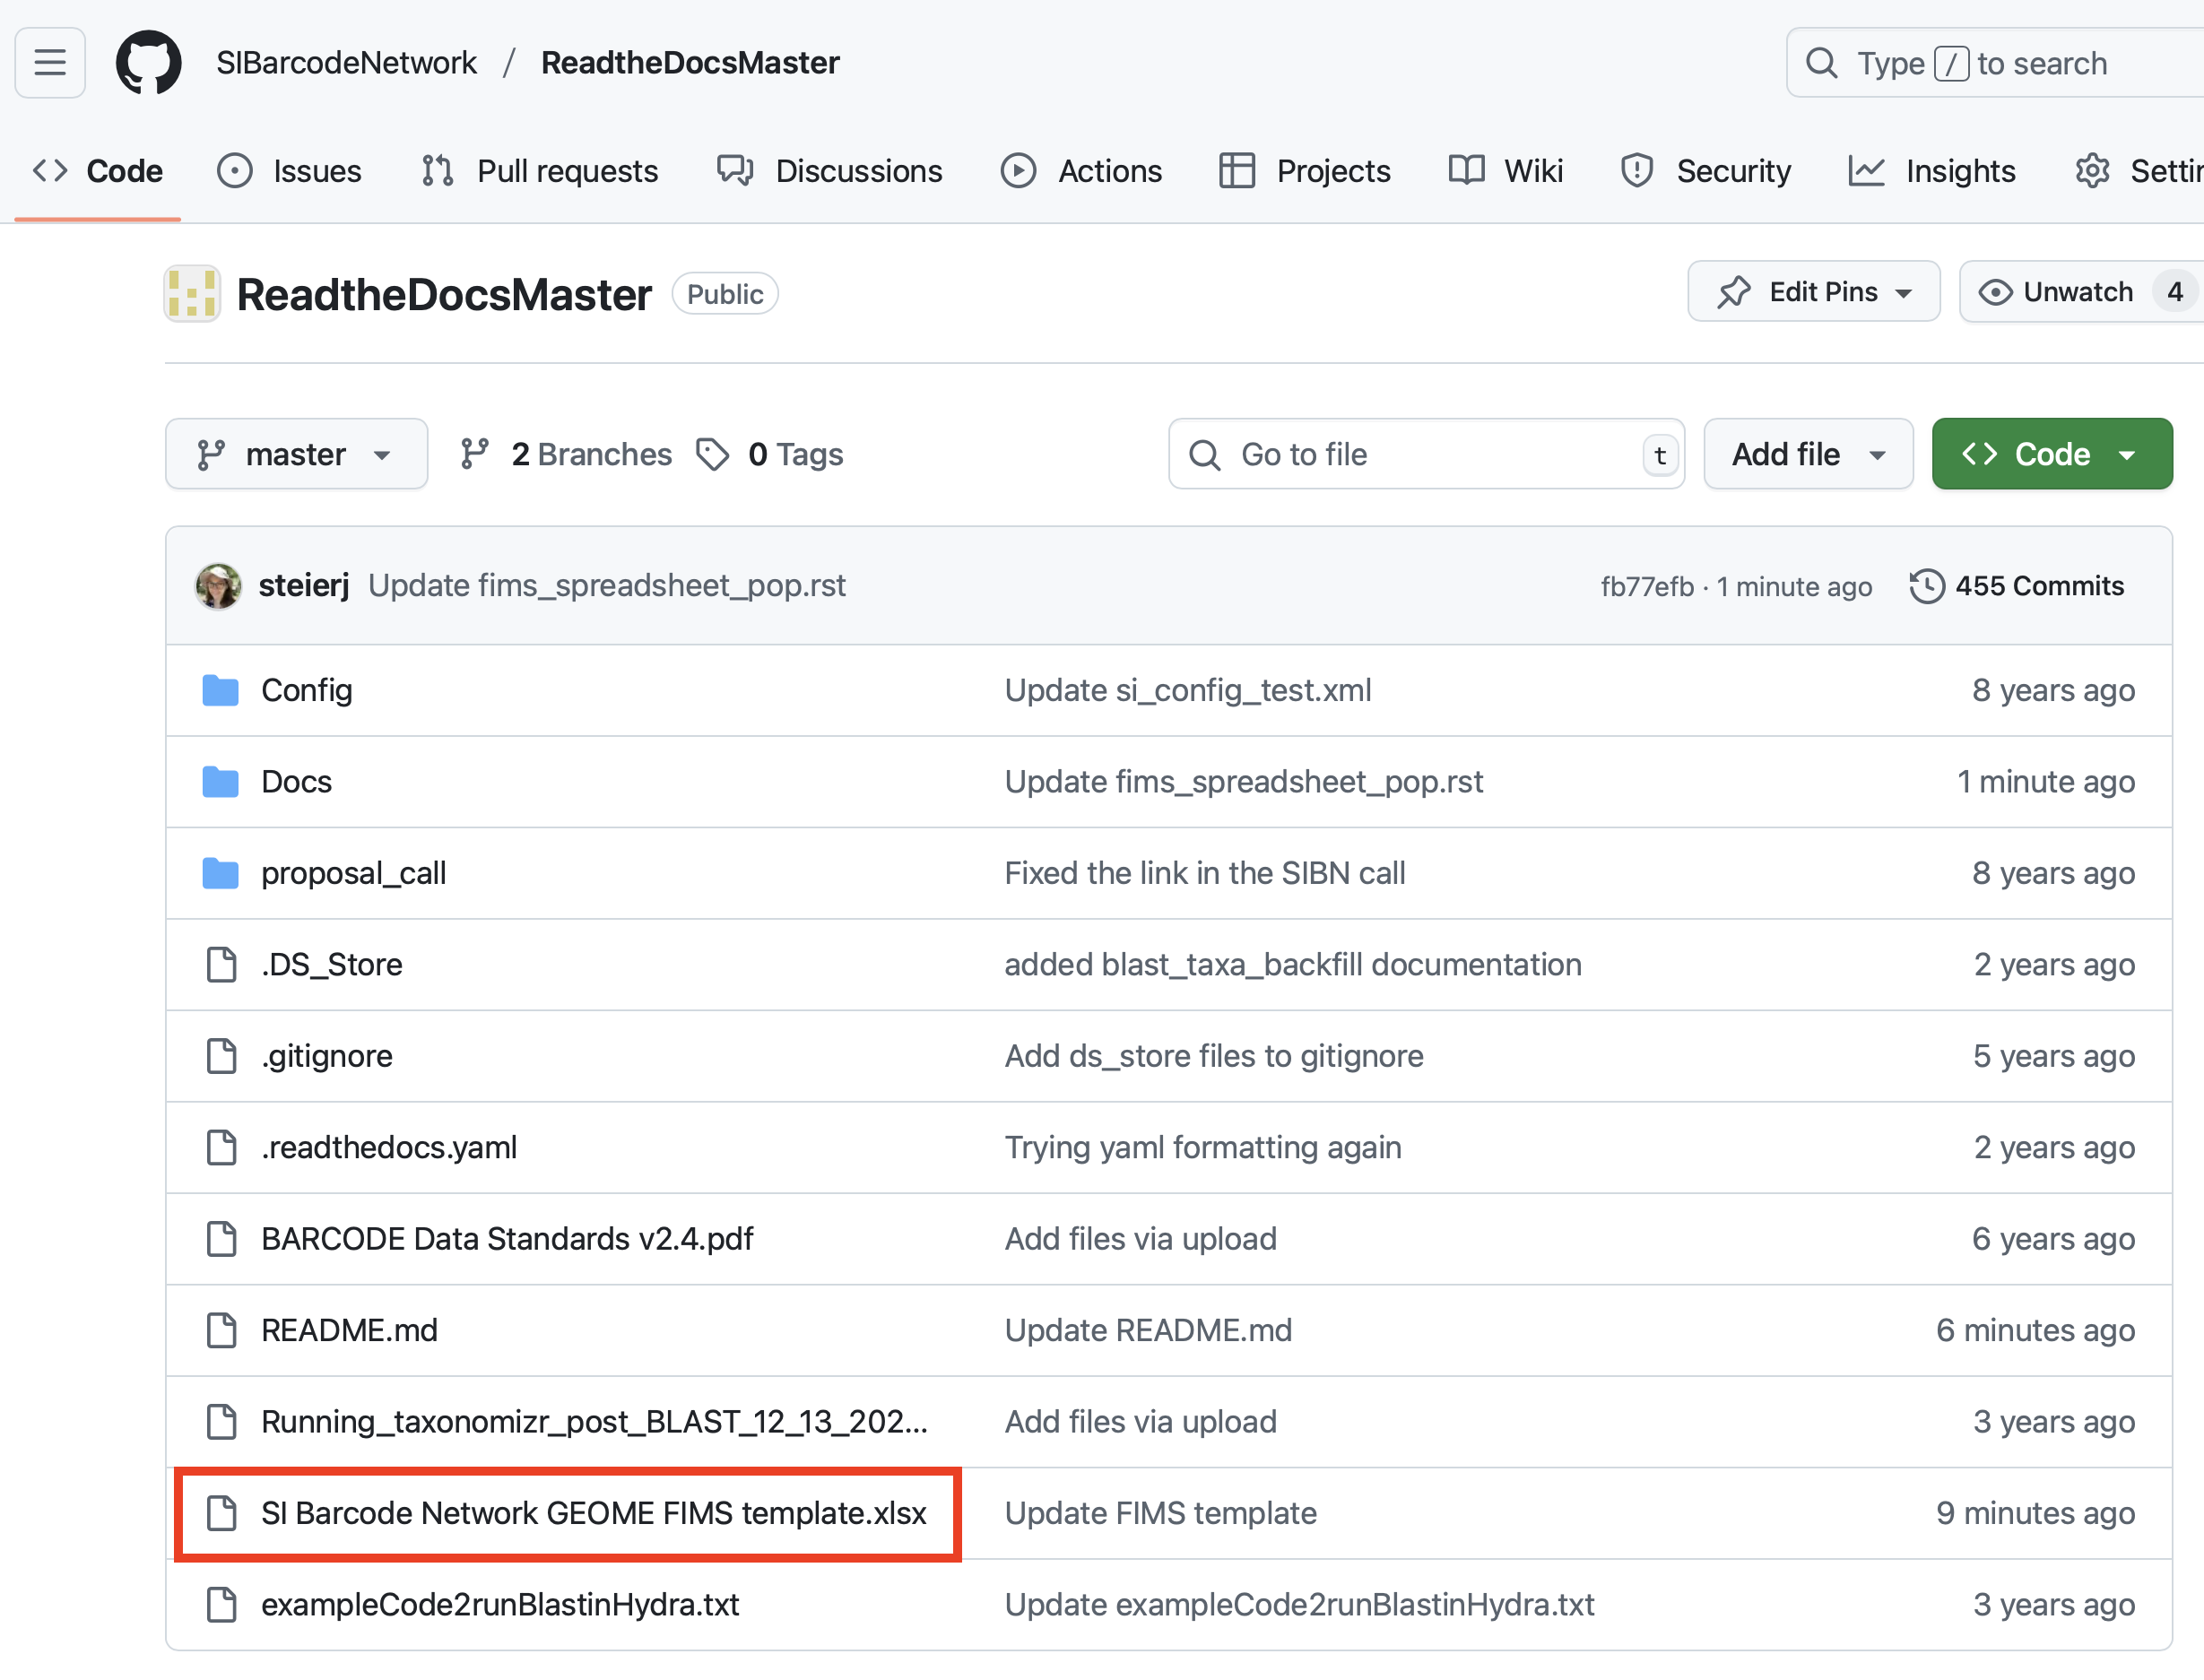 SIBarcodeNetwork / ReadtheDocsMaster
Type / to search
Code Issues Pull requests Discussions Actions Projects Wiki Security Insights Settin
ReadtheDocsMaster Public
Edit Pins Unwatch 4
master 2 Branches 0 Tags Go to file t Add file Code
steierj Update fims_spreadsheet_pop.rst fb77efb · 1 minute ago 455 Commits
Config Update si_config_test.xml 8 years ago
Docs Update fims_spreadsheet_pop.rst 1 minute ago
proposal_call Fixed the link in the SIBN call 8 years ago
.DS_Store added blast_taxa_backfill documentation 2 years ago
.gitignore Add ds_store files to gitignore 5 years ago
.readthedocs.yaml Trying yaml formatting again 2 years ago
BARCODE Data Standards v2.4.pdf Add files via upload 6 years ago
README.md Update README.md 6 minutes ago
Running_taxonomizr_post_BLAST_12_13_202... Add files via upload 3 years ago
SI Barcode Network GEOME FIMS template.xlsx Update FIMS template 9 minutes ago
exampleCode2runBlastinHydra.txt Update exampleCode2runBlastinHydra.txt 3 years ago